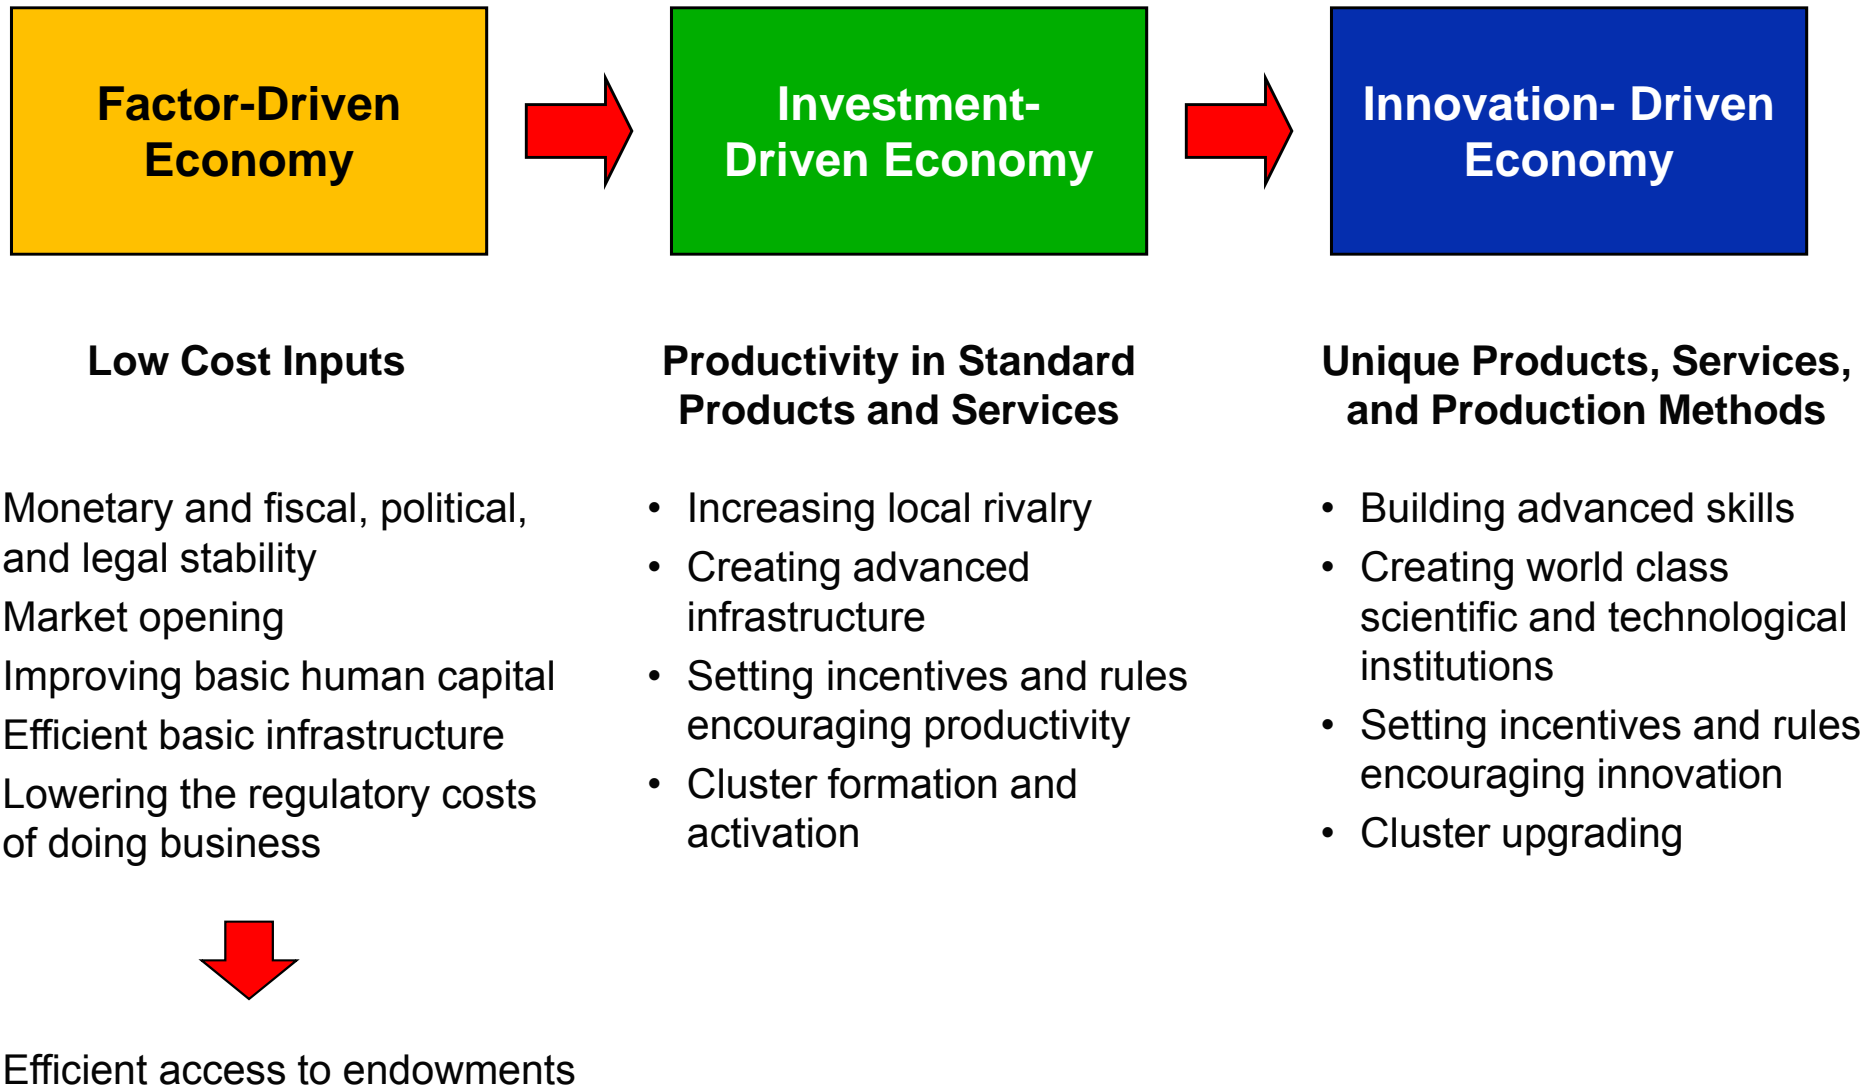 Factor-Driven
Economy
Investment-
Driven Economy
Innovation- Driven
Economy
Low Cost Inputs
Productivity in Standard
Products and Services
Unique Products, Services,
and Production Methods
Monetary and fiscal, political,
and legal stability
Market opening
Improving basic human capital
Efficient basic infrastructure
Lowering the regulatory costs
of doing business
Efficient access to endowments
• Increasing local rivalry
• Creating advanced
infrastructure
• Setting incentives and rules
encouraging productivity
• Cluster formation and
activation
• Building advanced skills
• Creating world class
scientific and technological
institutions
• Setting incentives and rules
encouraging innovation
• Cluster upgrading